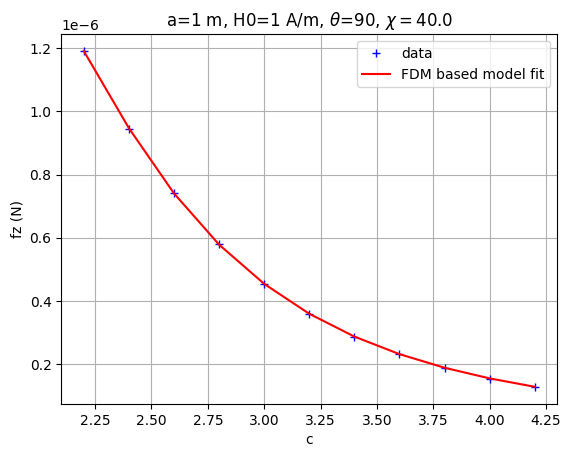 a=1 m, H0=1 A/m, θ=90, χ = 40.0
1e−6
data
FDM based model fit
1.2
1.0
0.8
0.6
0.4
0.2
fz (N)
2.25 2.50 2.75 3.00 3.25 3.50 3.75 4.00 4.25
c